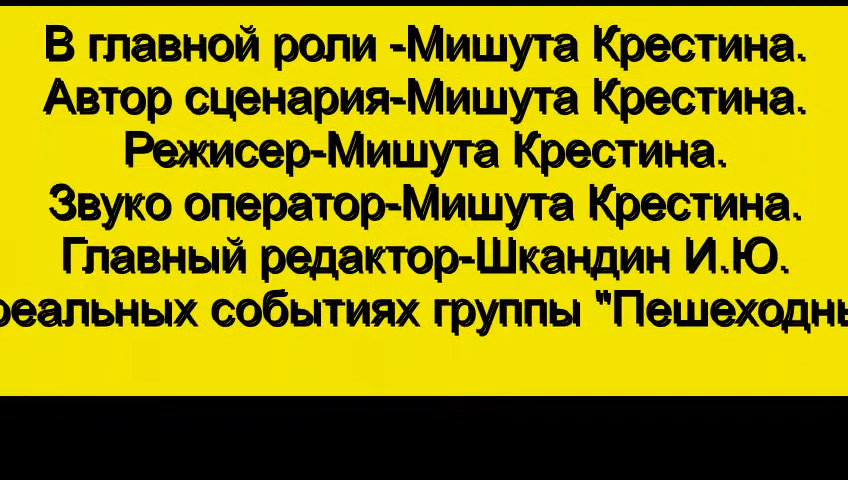 В главной роли -Мишута Крестина.
Автор сценария-Мишута Крестина.
Режисер-Мишута Крестина.
Звуко оператор-Мишута Крестина.
Главный редактор-Шкандин И.Ю.
реальных событиях группы "Пешеходны